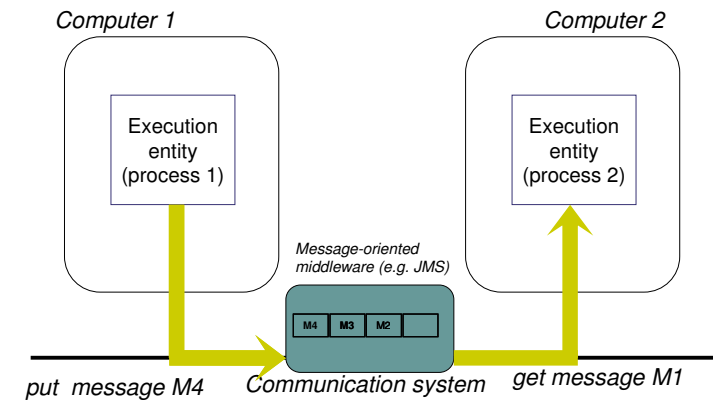 Computer 1
Computer 2
Execution
entity
(process 1)
Execution
entity
(process 2)
Message-oriented
middleware (e.g. JMS)
M4 M3 M2
put message M4
Communication system
get message M1